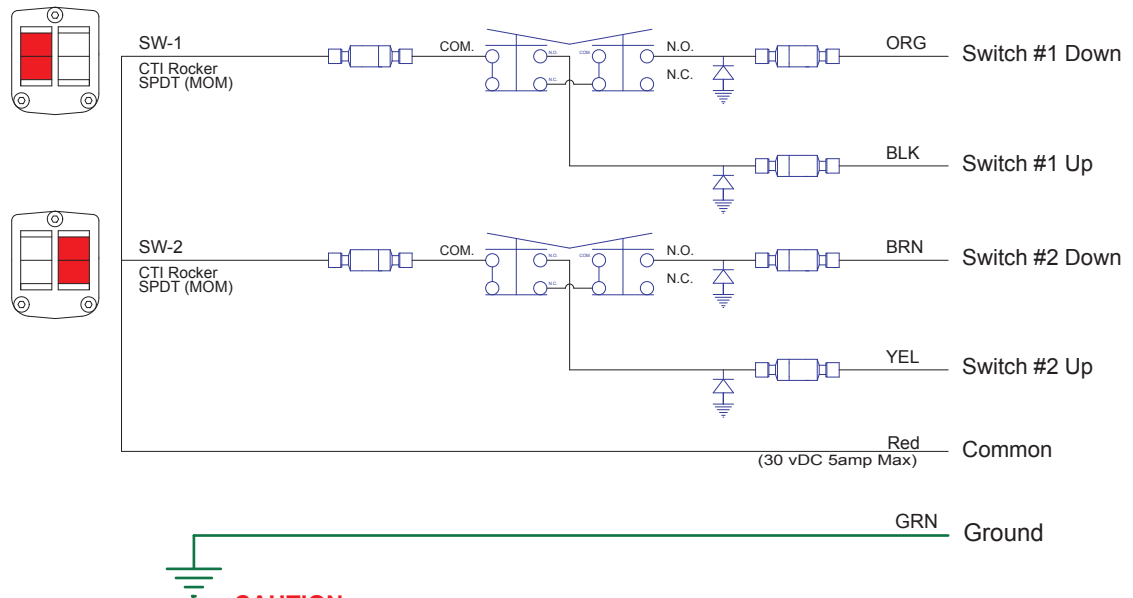 SW-1
CTI Rocker
SPDT (MOM)
COM.
N.O.
N.C.
COM.
N.O.
N.C.
ORG
Switch #1 Down
BLK
Switch #1 Up
SW-2
CTI Rocker
SPDT (MOM)
COM.
N.O.
N.C.
COM.
N.O.
N.C.
BRN
Switch #2 Down
YEL
Switch #2 Up
Red
(30 vDC 5amp Max)
Common
GRN
Ground
CAUTION